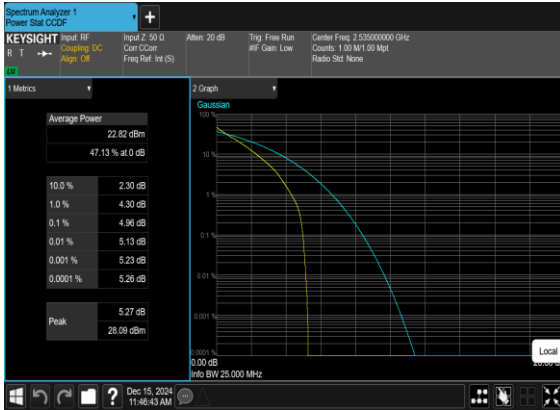 Spectrum Analyzer 1
Power Stat CCDF
KEYSIGHT
R T
LXI
Input: RF
Coupling: DC
Align: Off
Input Z: 50 Ω
Corr CCorr
Freq Ref: Int (S)
Atten: 20 dB
Trig: Free Run
#IF Gain: Low
Center Freq: 2.535000000 GHz
Counts: 1.00 M/1.00 Mpt
Radio Std: None
1 Metrics
Average Power
22.82 dBm
47.13 % at 0 dB
10.0 % 2.30 dB
1.0 % 4.30 dB
0.1 % 4.96 dB
0.01 % 5.13 dB
0.001 % 5.23 dB
0.0001 % 5.26 dB
Peak
5.27 dB
28.09 dBm
2 Graph
Gaussian
100 %
10 %
1 %
0.1 %
0.01 %
0.001 %
0.0001 %
0.00 dB
Info BW 25.000 MHz
Local
Dec 15, 2024
11:46:43 AM